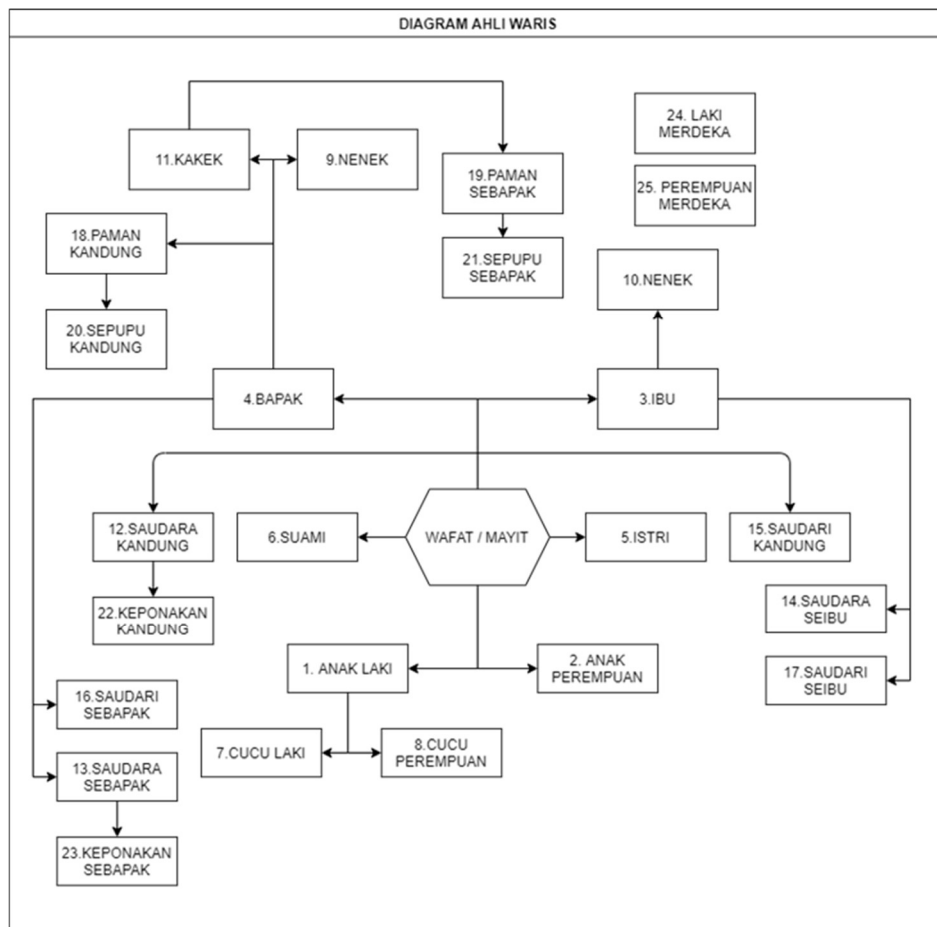 DIAGRAM AHLI WARIS
24. LAKI
MERDEKA
11.KAKEK
9.NENEK
19.PAMAN
SEBAPAK
25. PEREMPUAN
MERDEKA
18.PAMAN
KANDUNG
21.SEPUPU
SEBAPAK
10.NENEK
20.SEPUPU
KANDUNG
4.BAPAK
3.IBU
12.SAUDARA
KANDUNG
6.SUAMI
WAFAT / MAYIT
5.ISTRI
15.SAUDARI
KANDUNG
22.KEPONAKAN
KANDUNG
14.SAUDARA
SEIBU
1. ANAK LAKI
2. ANAK
PEREMPUAN
17.SAUDARI
SEIBU
16.SAUDARI
SEBAPAK
7.CUCU LAKI
8.CUCU
PEREMPUAN
13.SAUDARA
SEBAPAK
23.KEPONAKAN
SEBAPAK